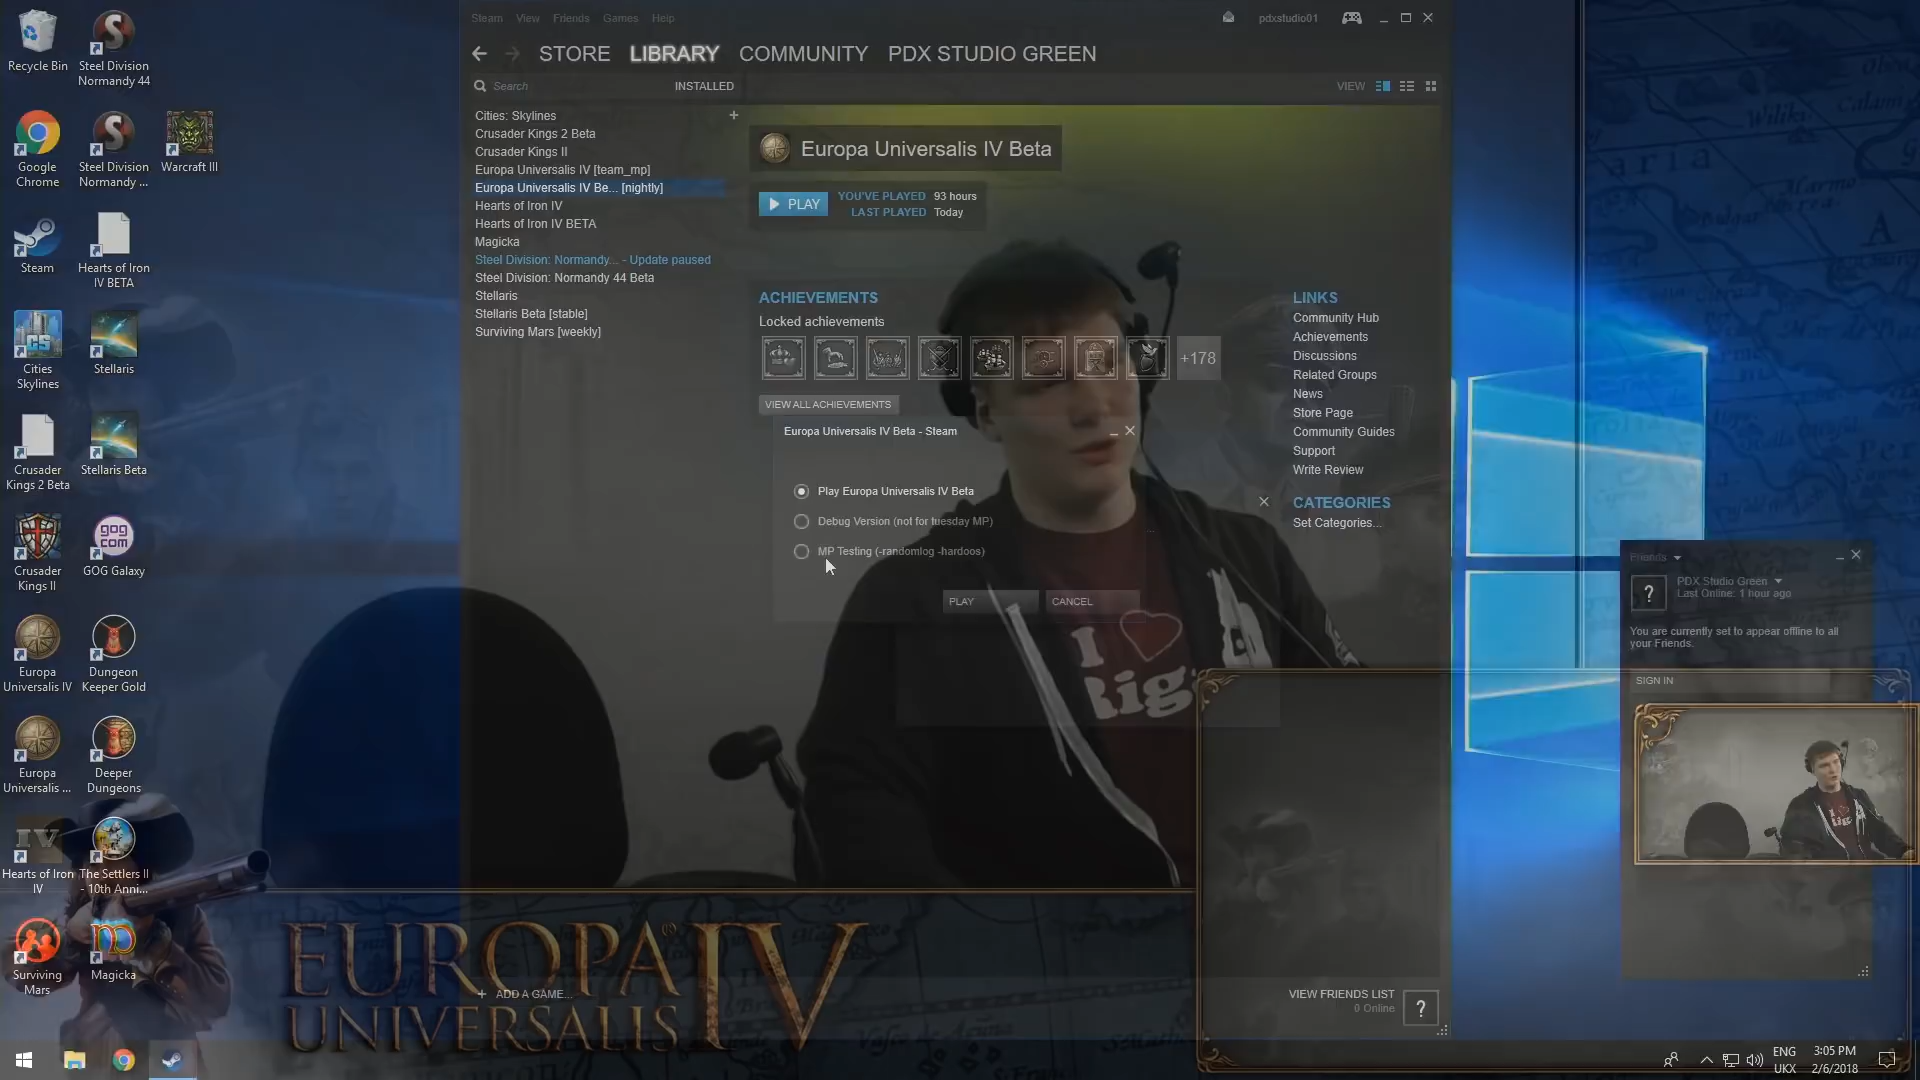 Steam View Friends Games Help
pdxstudio01
STORE LIBRARY COMMUNITY PDX STUDIO GREEN
Search
INSTALLED
VIEW
Cities: Skylines
Crusader Kings 2 Beta
Crusader Kings II
Europa Universalis IV [team_mp]
Europa Universalis IV Be... [nightly]
Hearts of Iron IV
Hearts of Iron IV BETA
Magicka
Steel Division: Normandy... - Update paused
Steel Division: Normandy 44 Beta
Stellaris
Stellaris Beta [stable]
Surviving Mars [weekly]
+ ADD A GAME...
Europa Universalis IV Beta
PLAY
YOU'VE PLAYED 93 hours
LAST PLAYED Today
ACHIEVEMENTS
Locked achievements
+178
VIEW ALL ACHIEVEMENTS
Europa Universalis IV Beta - Steam
Play Europa Universalis IV Beta
Debug Version (not for tuesday MP)
MP Testing (-randomlog -hardoos)
PLAY
CANCEL
LINKS
Community Hub
Achievements
Discussions
Related Groups
News
Store Page
Community Guides
Support
Write Review
CATEGORIES
Set Categories...
VIEW FRIENDS LIST
0 Online
?
Friends
?
PDX Studio Green
Last Online: 1 hour ago
You are currently set to appear offline to all
your Friends.
SIGN IN
I
Big
EUROPA IV
UNIVERSALIS
Recycle Bin
Steel Division
Normandy 44
Google
Chrome
Steel Division
Normandy ...
Warcraft III
Steam
Hearts of Iron
IV BETA
Cities
Skylines
Stellaris
Crusader
Kings 2 Beta
Stellaris Beta
Crusader
Kings II
gog
com
GOG Galaxy
Europa
Universalis IV
Dungeon
Keeper Gold
Europa
Universalis ...
Deeper
Dungeons
IV
Hearts of Iron
IV
The Settlers II
- 10th Anni...
Surviving
Mars
Magicka
ENG
UKX
3:05 PM
2/6/2018